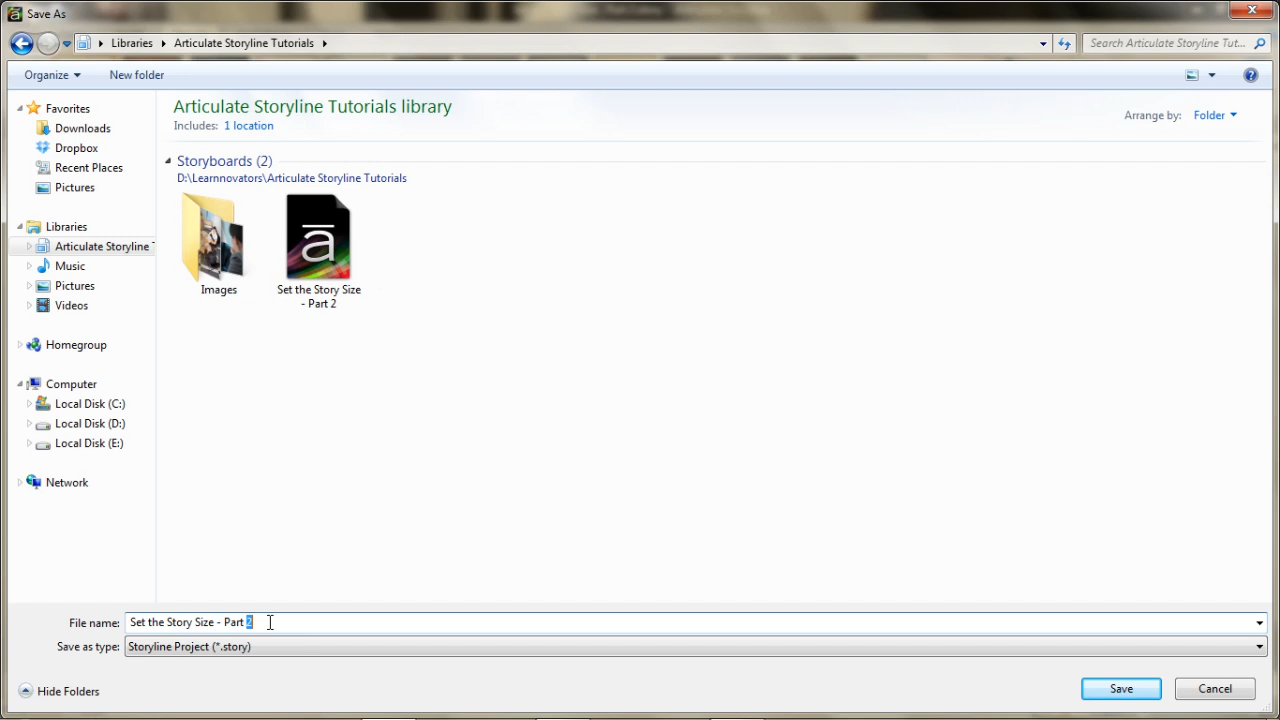 Save As
Libraries Articulate Storyline Tutorials
Search Articulate Storyline Tut...
Organize New folder
Favorites
Downloads
Dropbox
Recent Places
Pictures
Libraries
Articulate Storyline T
Music
Pictures
Videos
Homegroup
Computer
Local Disk (C:)
Local Disk (D:)
Local Disk (E:)
Network
Articulate Storyline Tutorials library
Includes: 1 location
Arrange by: Folder
Storyboards (2)
D:\Learnnovators\Articulate Storyline Tutorials
ā
Images
Set the Story Size
- Part 2
File name: Set the Story Size - Part 2
Save as type: Storyline Project (*.story)
Hide Folders
Save Cancel